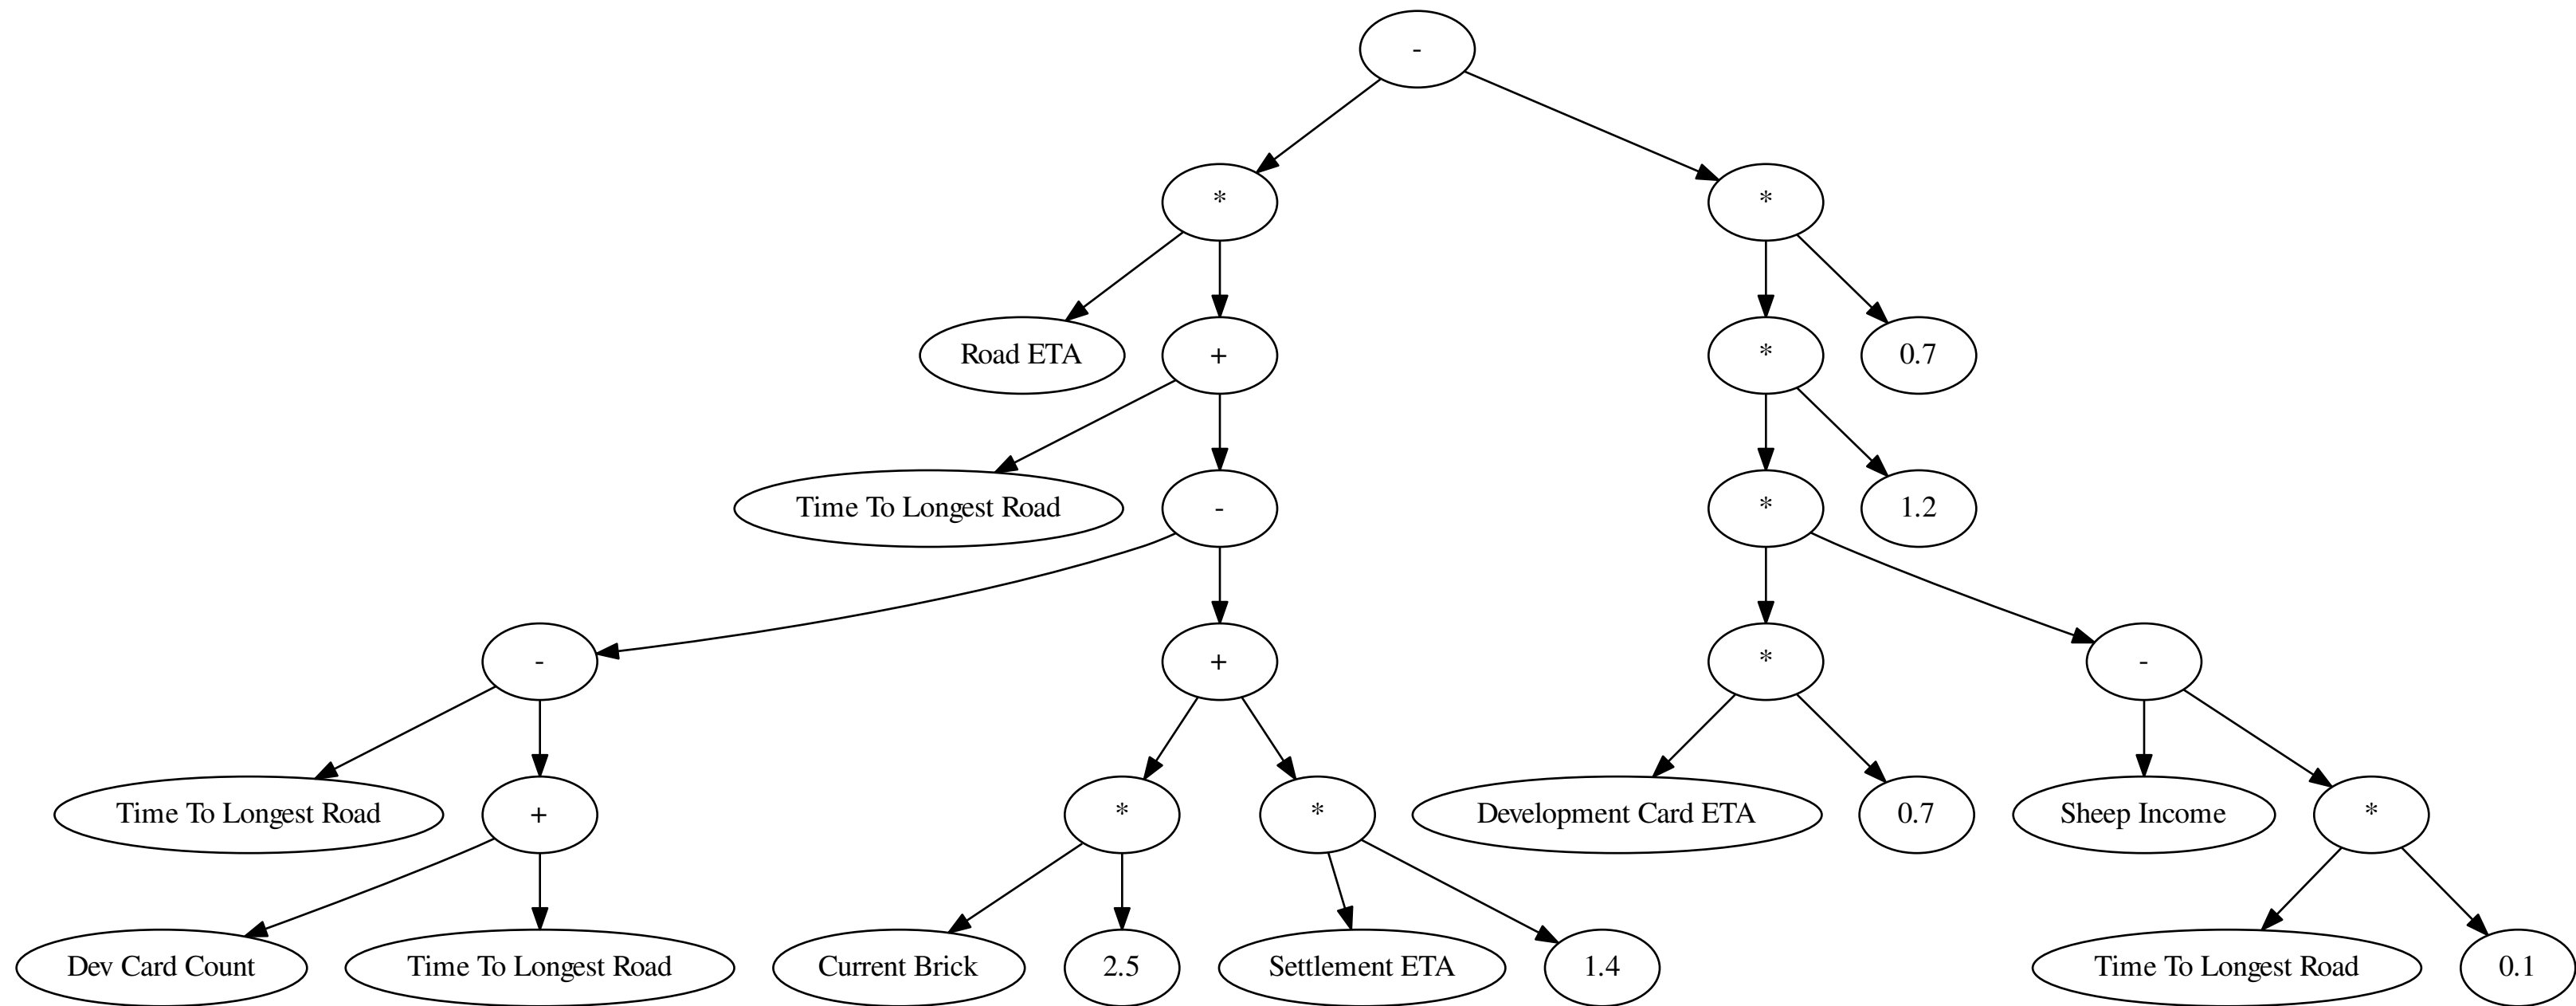 -
*
*
Road ETA
+
*
0.7
Time To Longest Road
-
*
1.2
-
+
*
-
Time To Longest Road
+
*
*
Development Card ETA
0.7
Sheep Income
*
Dev Card Count
Time To Longest Road
Current Brick
2.5
Settlement ETA
1.4
Time To Longest Road
0.1